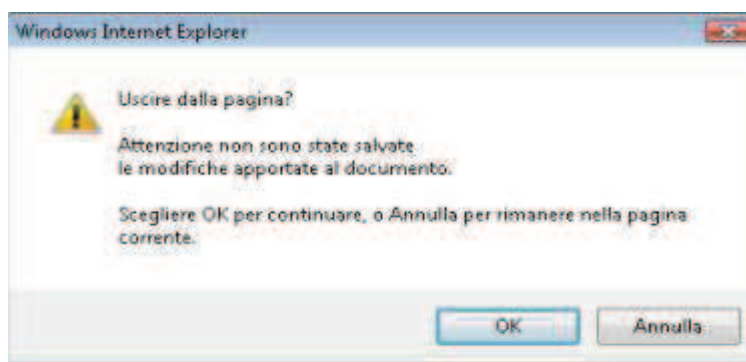 Windows Internet Explorer
Uscire dalla pagina?
Attenzione non sono state salvate
le modifiche apportate al documento.
Scegliere OK per continuare, o Annulla per rimanere nella pagina
corrente.
OK
Annulla